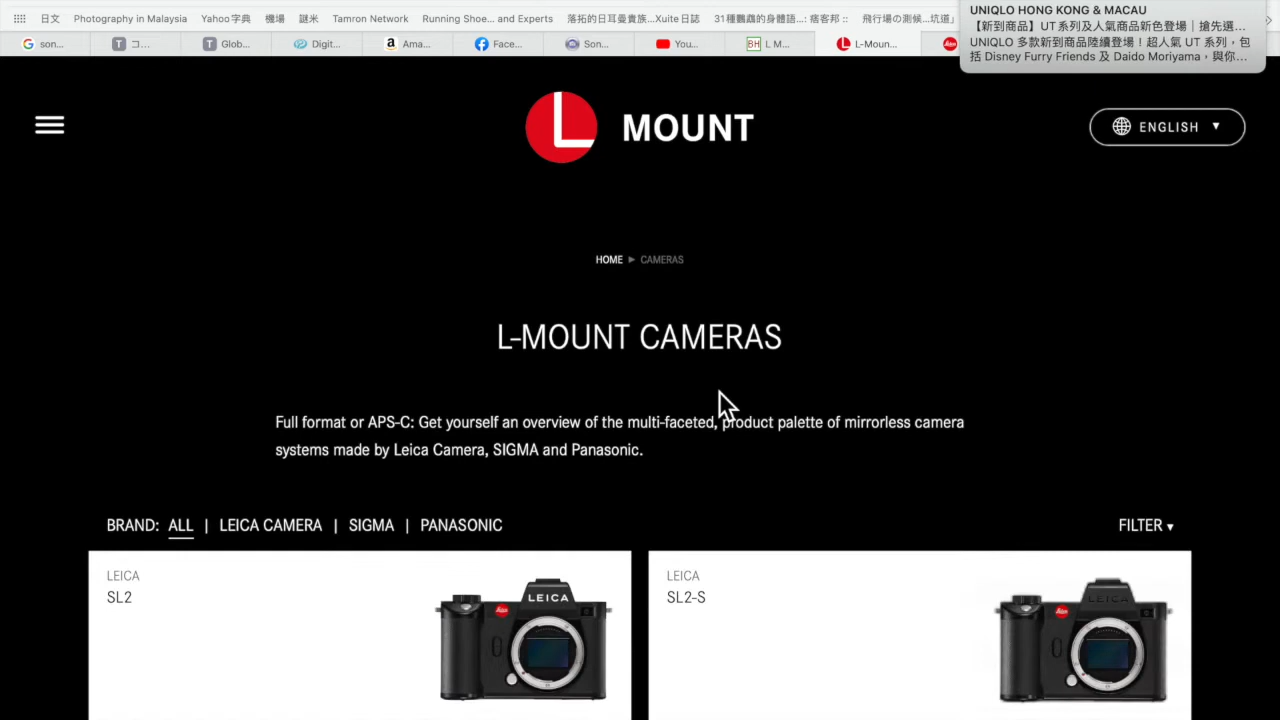 日文 Photography in Malaysia Yahoo字典 機場 謎米 Tamron Network Running Shoe... and Experts 落拓的日耳曼貴族...Xuite日誌 31種鸚鵡的身體語...: 痞客邦 :: 飛行場の測候...坑道」
UNIQLO HONG KONG & MACAU
【新到商品】UT系列及人氣商品新色登場｜搶先選...
UNIQLO 多款新到商品陸續登場！超人氣 UT 系列，包
括 Disney Furry Friends 及 Daido Moriyama，與你...
G son... T コ... T Glob... Digit... a Ama... Face... Son... You... BH L M... L-Moun...
L MOUNT
ENGLISH ▼
HOME ► CAMERAS
L-MOUNT CAMERAS
Full format or APS-C: Get yourself an overview of the multi-faceted, product palette of mirrorless camera
systems made by Leica Camera, SIGMA and Panasonic.
BRAND: ALL | LEICA CAMERA | SIGMA | PANASONIC
FILTER ▾
LEICA
SL2
LEICA
LEICA
SL2-S
LEICA